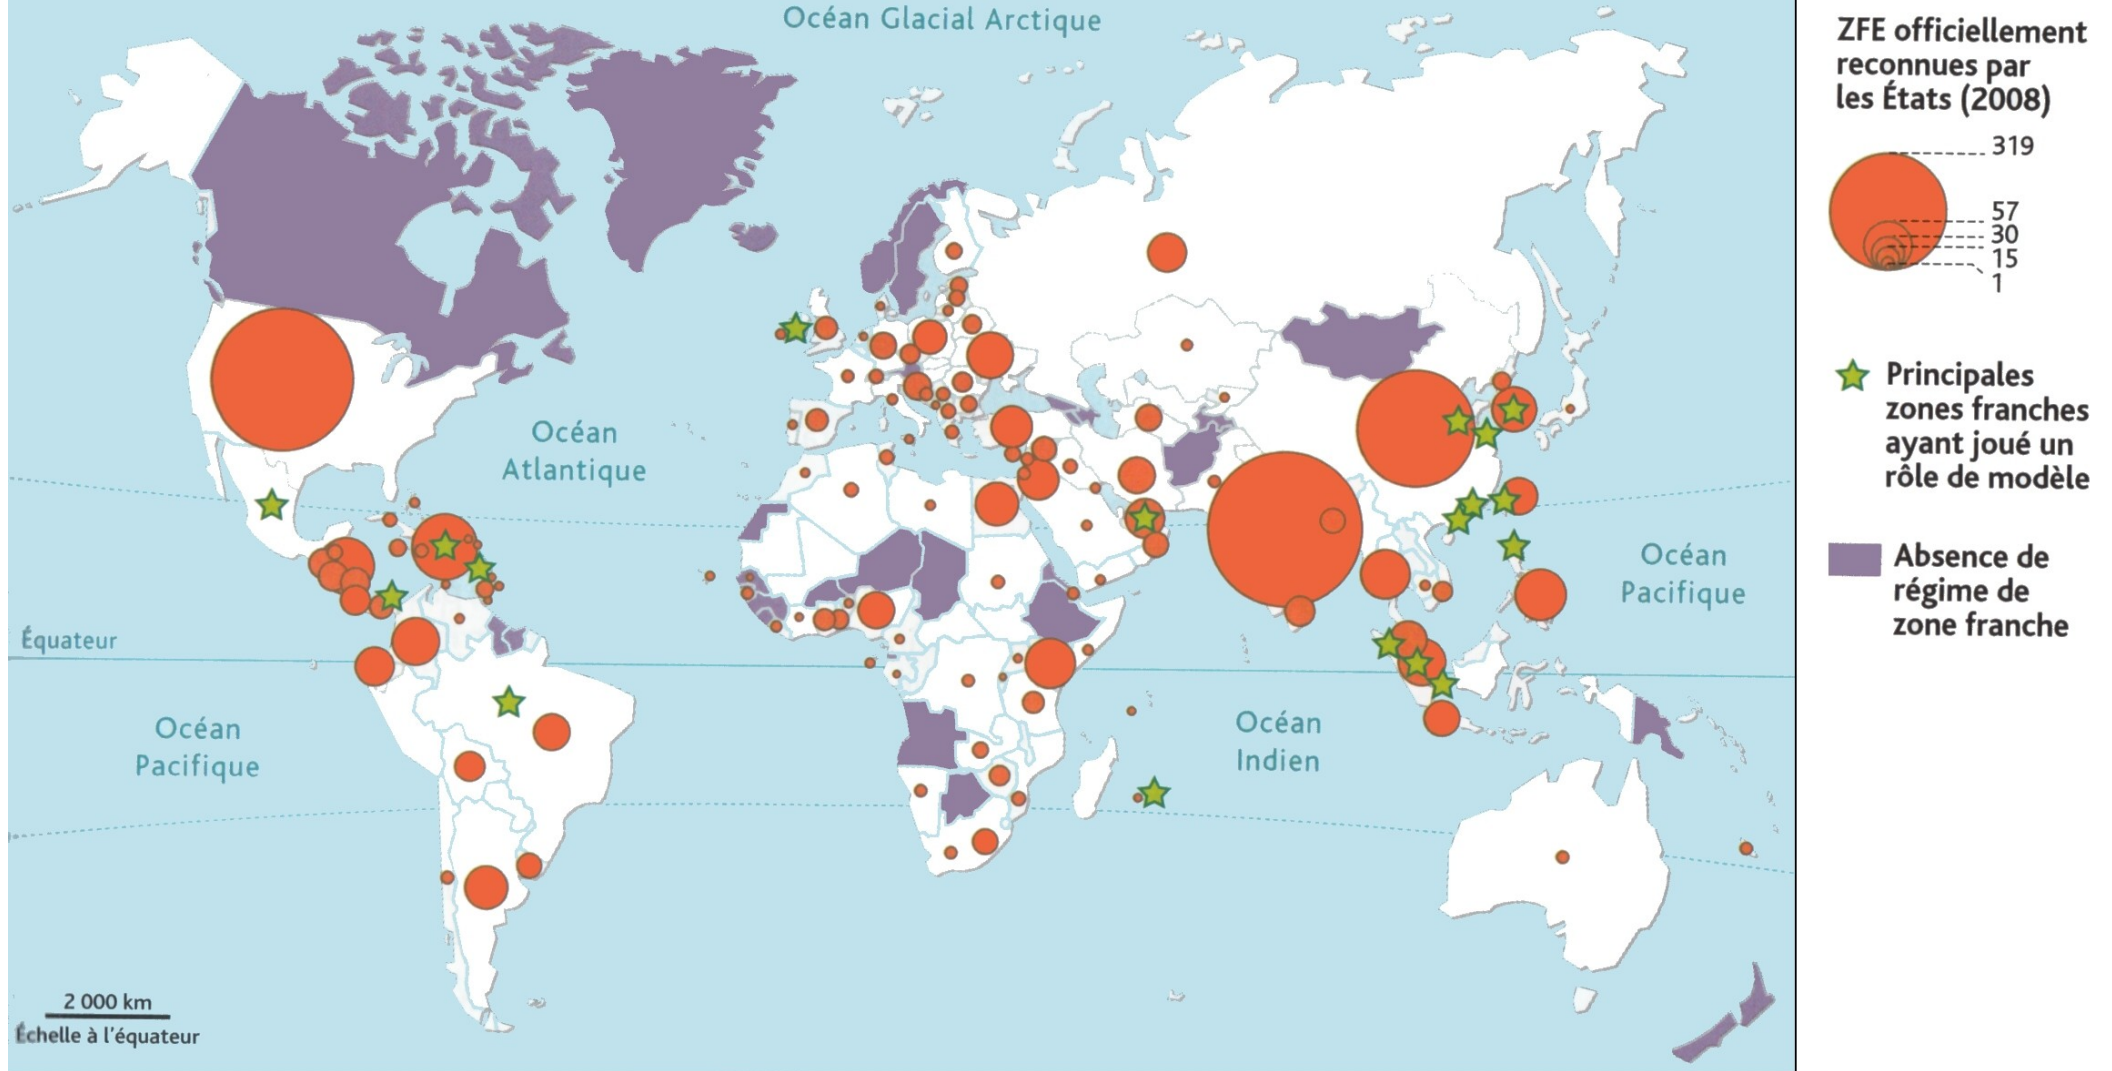 Océan Glacial Arctique
Océan
Atlantique
Océan
Pacifique
Équateur
Océan
Pacifique
Océan
Indien
2 000 km
Échelle à l'équateur
ZFE officiellement
reconnues par
les États (2008)
319
57
30
15
1
Principales
zones franches
ayant joué un
rôle de modèle
Absence de
régime de
zone franche